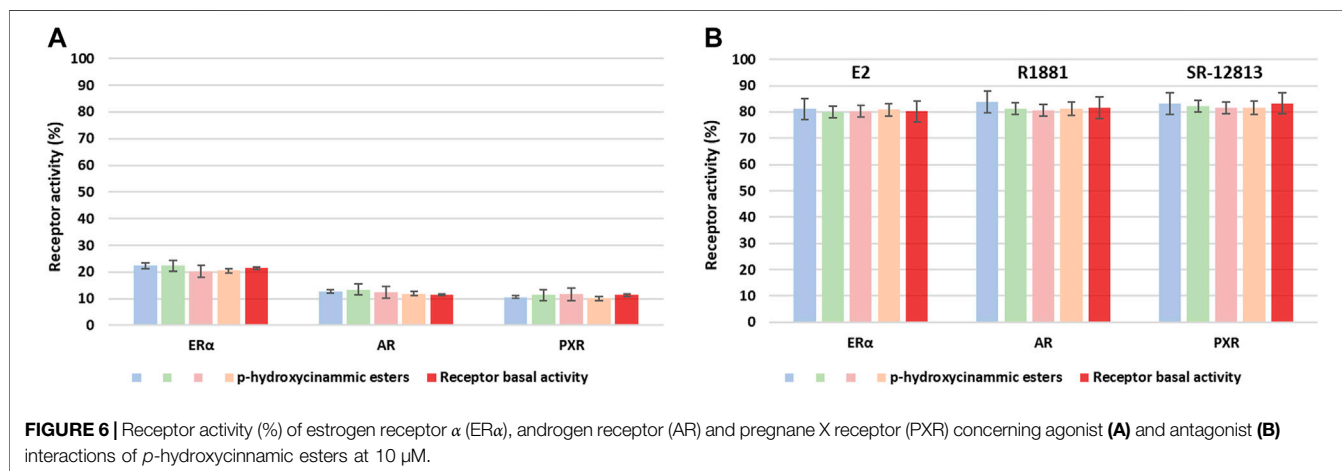 A
100
90
80
70
60
50
40
30
20
10
0
Receptor activity (%)
ERα AR PXR
p-hydroxycinammic esters Receptor basal activity
B
100
90
80
70
60
50
40
30
20
10
0
Receptor activity (%)
E2 R1881 SR-12813
ERα AR PXR
p-hydroxycinammic esters Receptor basal activity
FIGURE 6 | Receptor activity (%) of estrogen receptor α (ERα), androgen receptor (AR) and pregnane X receptor (PXR) concerning agonist (A) and antagonist (B)
interactions of p-hydroxycinnamic esters at 10 μM.